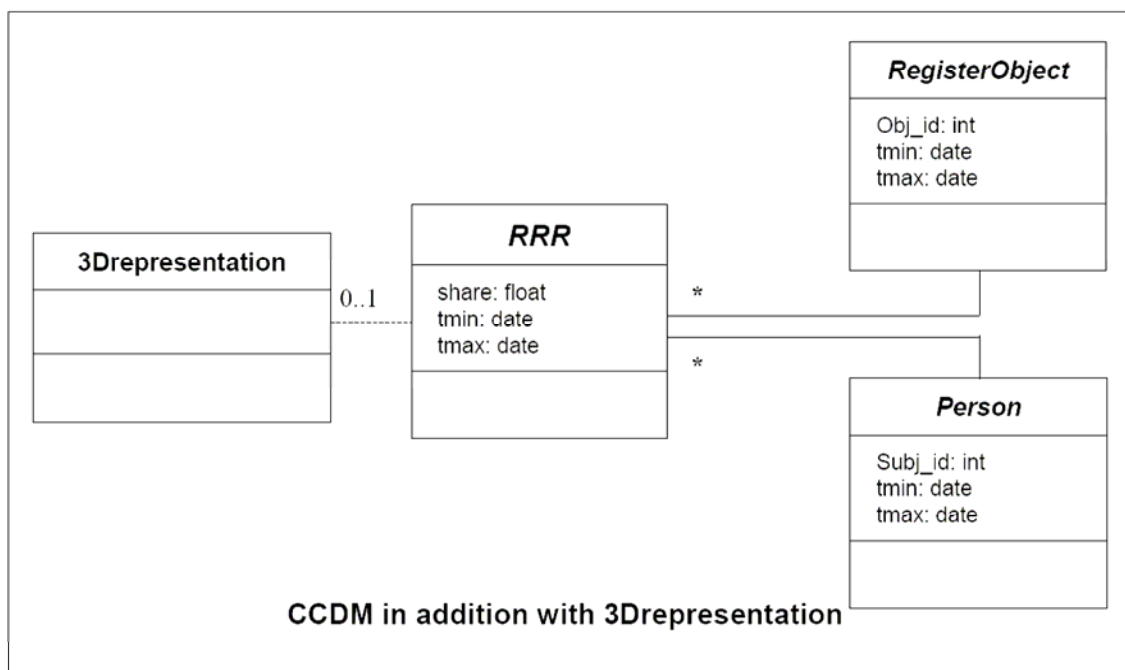 RegisterObject
Obj_id: int
tmin: date
tmax: date
RRR
share: float
tmin: date
tmax: date
3Drepresentation
0..1
*
*
Person
Subj_id: int
tmin: date
tmax: date
CCDM in addition with 3Drepresentation